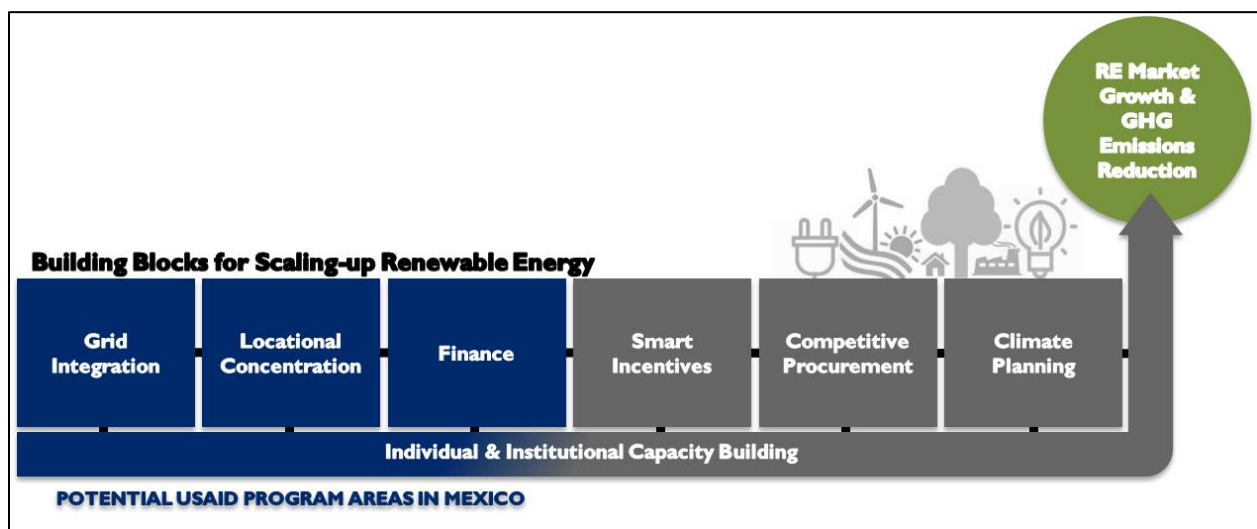 RE Market
Growth &
GHG
Emissions
Reduction
Building Blocks for Scaling-up Renewable Energy
Grid
Integration
Locational
Concentration
Finance
Smart
Incentives
Competitive
Procurement
Climate
Planning
Individual & Institutional Capacity Building
POTENTIAL USAID PROGRAM AREAS IN MEXICO